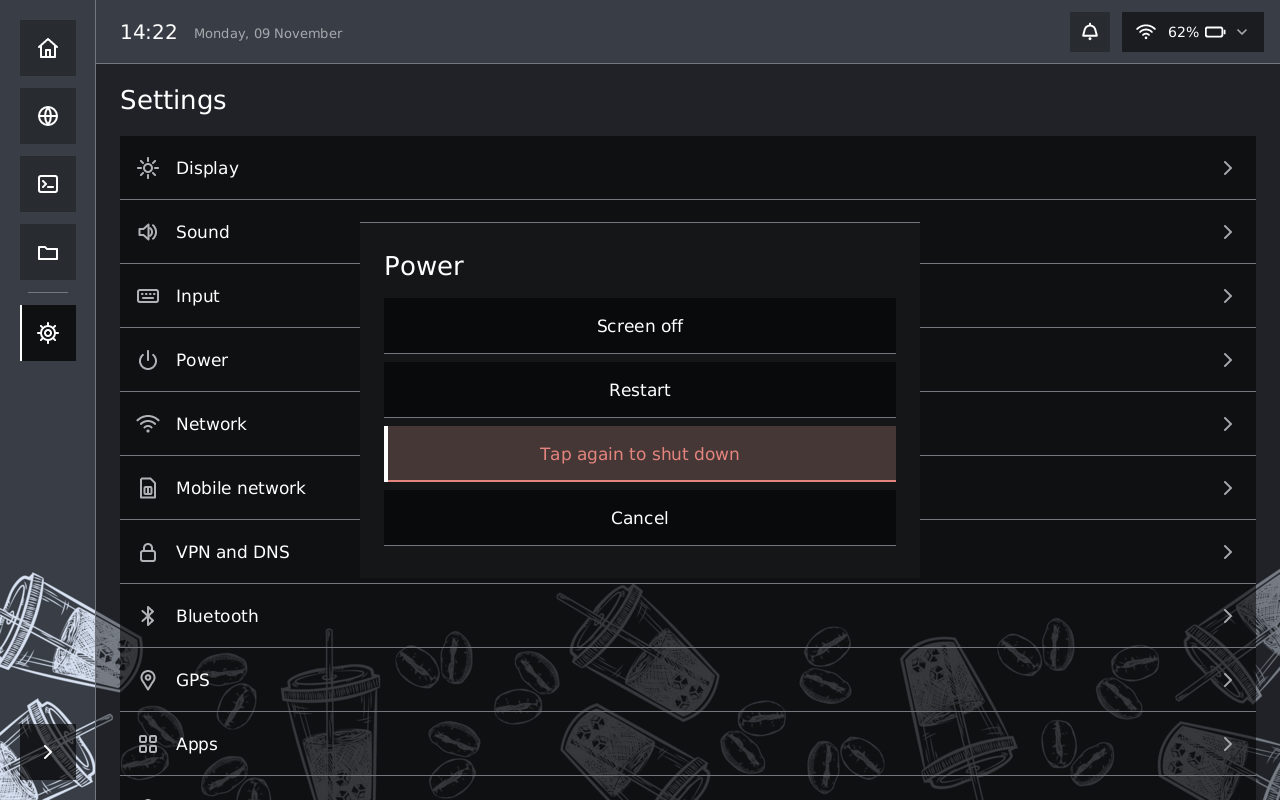 14:22 Monday, 09 November
62%
Settings
Display
Sound
Input
Power
Network
Mobile network
VPN and DNS
Bluetooth
GPS
Apps
Power
Screen off
Restart
Tap again to shut down
Cancel